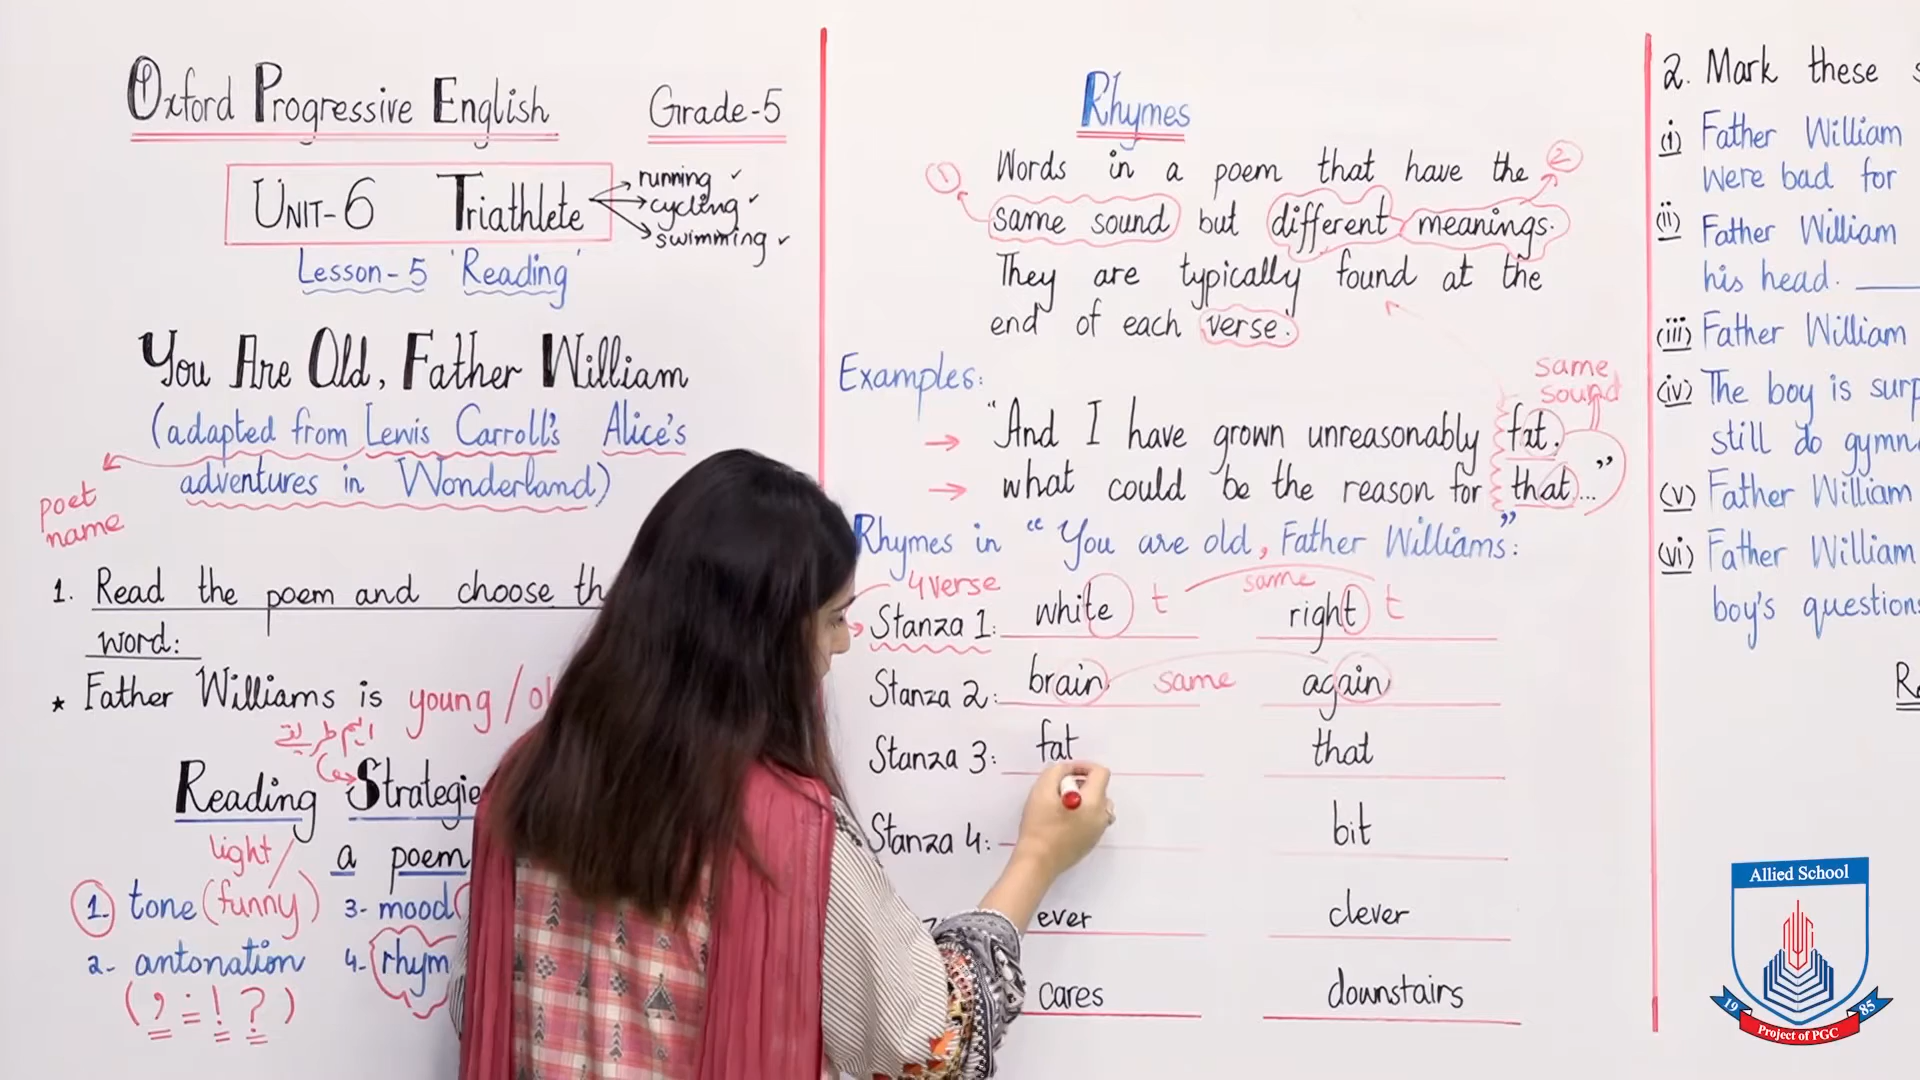 Oxford Progressive English
Grade-5
UNIT-6 Triathlete
running ✓
cycling ✓
swimming ✓
Lesson-5 'Reading'
You Are Old, Father William
(adapted from Lewis Carroll's Alice's
adventures in Wonderland)
poet
name
1. Read the poem and choose
word:
★ Father Williams is young /
Reading
a poem
light/
1. tone (funny)
2- antonation
( , ; ! ? )
3- mood (
4-
Rhymes
Words in a poem that have the
① ②
same sound but different meanings.
They are typically found at the
end of each verse.
Examples:
same
sound
"And I have grown unreasonably fat.
what could be the reason for that..."
Rhymes in "You are old, Father Williams":
4 verse
Stanza 1: white t same right t
Stanza 2: brain same again
Stanza 3: fat that
Stanza 4: bit
ever clever
cares downstairs
2. Mark these
(i) Father William
were bad for
(ii) Father William
his head.
(iii) Father William
(iv) The boy is
still do
(v) Father William
(vi) Father William
boy's
Allied School
19 85
Project of PGC